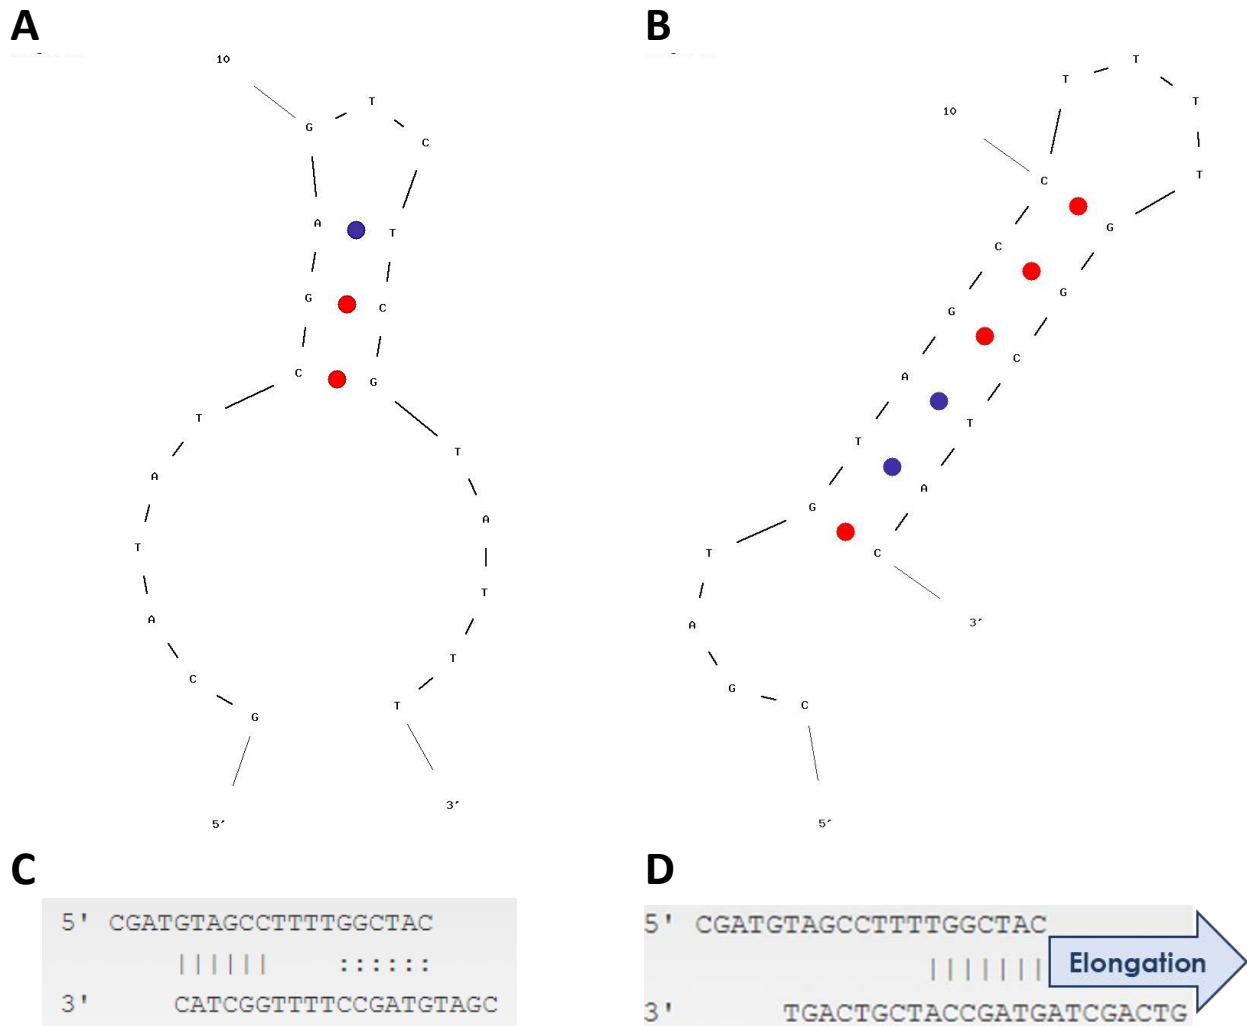 A
10
T
G
C
A T
G C
C G
T
T
A
A
T
T
A
T
C
T
G
3'
5'
B
T
T
T
10
T
C
G
C
G
G
C
A
T
T
A
G
T C
3'
A
G
C
5'
C
5' CGATGTAGCCTTTTGGCTAC
|||||| ::::::
3' CATCGGTTTTCCGATGTAGC
D
5' CGATGTAGCCTTTTGGCTAC
||||||| Elongation
3' TGACTGCTACCGATGATCGACTG